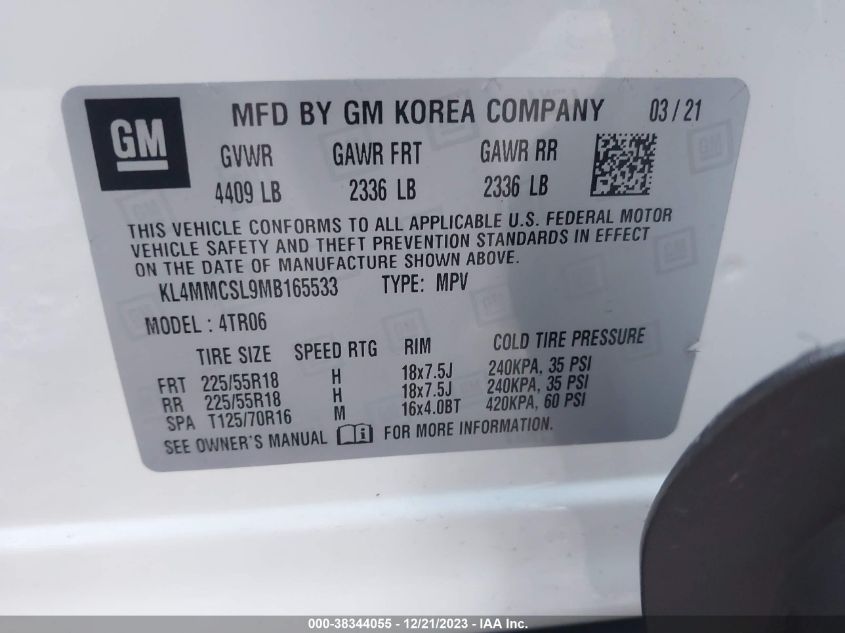 GM
MFD BY GM KOREA COMPANY 03/21
GVWR GAWR FRT GAWR RR
4409 LB 2336 LB 2336 LB
THIS VEHICLE CONFORMS TO ALL APPLICABLE U.S. FEDERAL MOTOR
VEHICLE SAFETY AND THEFT PREVENTION STANDARDS IN EFFECT
ON THE DATE OF MANUFACTURE SHOWN ABOVE.
KL4MMCSL9MB165533 TYPE: MPV
MODEL : 4TR06
TIRE SIZE SPEED RTG RIM COLD TIRE PRESSURE
FRT 225/55R18 H 18x7.5J 240KPA, 35 PSI
RR 225/55R18 H 18x7.5J 240KPA, 35 PSI
SPA T125/70R16 M 16x4.0BT 420KPA, 60 PSI
SEE OWNER'S MANUAL FOR MORE INFORMATION.
000-38344055 - 12/21/2023 - IAA Inc.